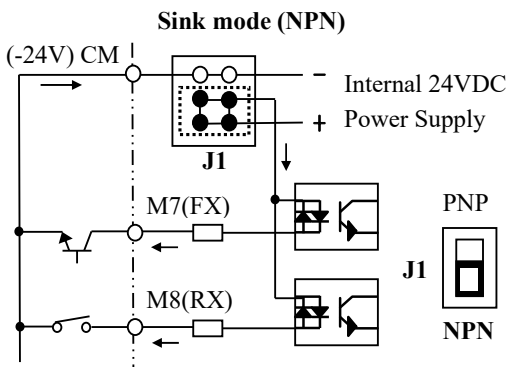 Sink mode (NPN)
(-24V) CM
− Internal 24VDC
+ Power Supply
J1
M7(FX)
PNP
J1
M8(RX)
NPN